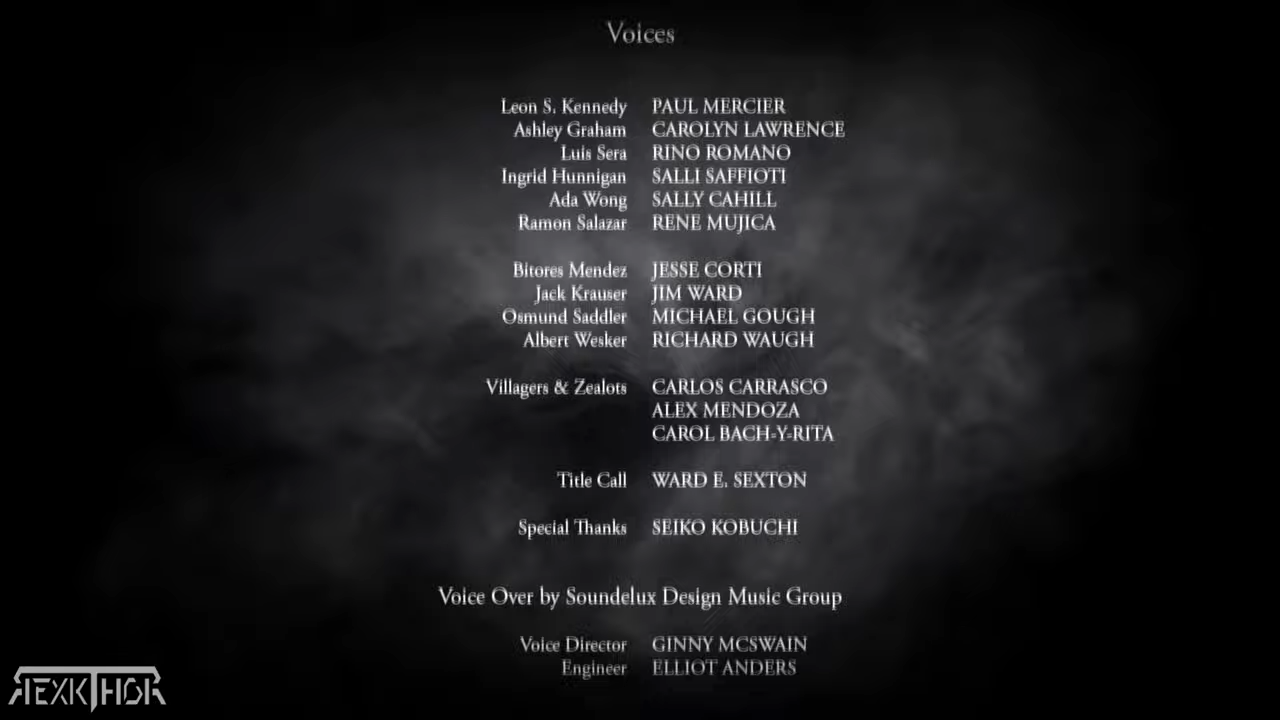 Voices
Leon S. Kennedy PAUL MERCIER
Ashley Graham CAROLYN LAWRENCE
Luis Sera RINO ROMANO
Ingrid Hunnigan SALLI SAFFIOTI
Ada Wong SALLY CAHILL
Ramon Salazar RENE MUJICA
Bitores Mendez JESSE CORTI
Jack Krauser JIM WARD
Osmund Saddler MICHAEL GOUGH
Albert Wesker RICHARD WAUGH
Villagers & Zealots CARLOS CARRASCO
ALEX MENDOZA
CAROL BACH-Y-RITA
Title Call WARD E. SEXTON
Special Thanks SEIKO KOBUCHI
Voice Over by Soundelux Design Music Group
Voice Director GINNY MCSWAIN
Engineer ELLIOT ANDERS